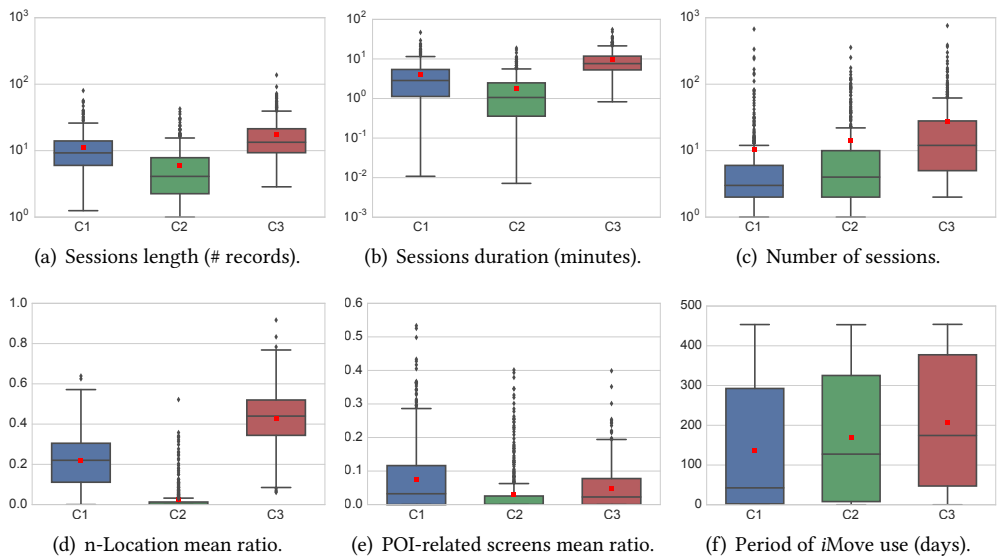 10³
10²
10¹
10⁰
C1 C2 C3
(a) Sessions length (# records).
10²
10¹
10⁰
10⁻¹
10⁻²
10⁻³
C1 C2 C3
(b) Sessions duration (minutes).
10³
10²
10¹
10⁰
C1 C2 C3
(c) Number of sessions.
1.0
0.8
0.6
0.4
0.2
0.0
C1 C2 C3
(d) n-Location mean ratio.
0.6
0.5
0.4
0.3
0.2
0.1
0.0
C1 C2 C3
(e) POI-related screens mean ratio.
500
400
300
200
100
0
C1 C2 C3
(f) Period of iMove use (days).